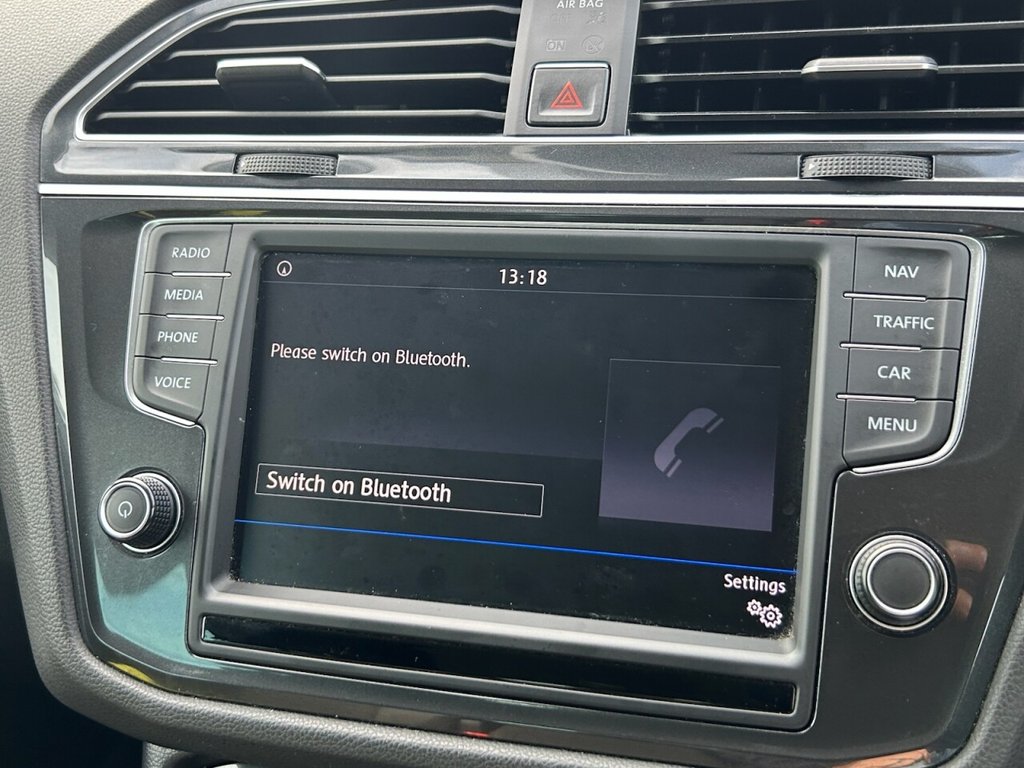 AIR BAG
OFF
ON
RADIO
MEDIA
PHONE
VOICE
13:18
Please switch on Bluetooth.
Switch on Bluetooth
Settings
NAV
TRAFFIC
CAR
MENU